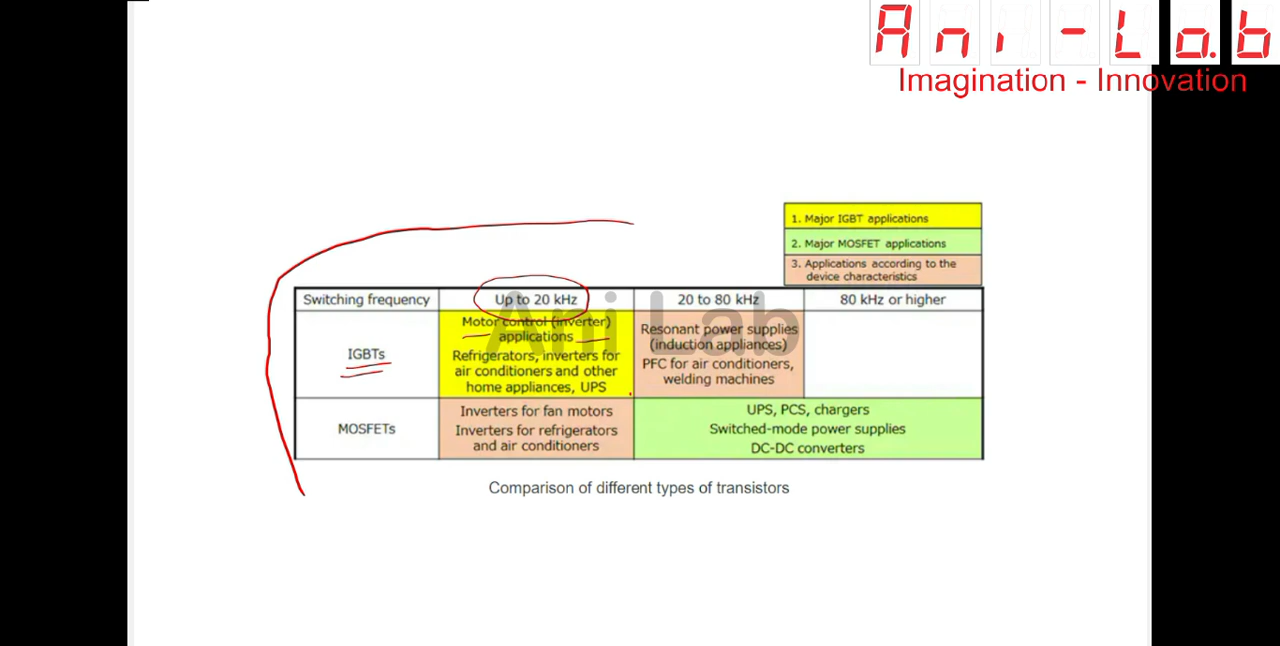 Ani-Lab
Imagination - Innovation
1. Major IGBT applications
2. Major MOSFET applications
3. Applications according to the
device characteristics
Switching frequency
Up to 20 kHz
20 to 80 kHz
80 kHz or higher
IGBTs
Motor control (inverter)
applications
Refrigerators, inverters for
air conditioners and other
home appliances, UPS
Resonant power supplies
(induction appliances)
PFC for air conditioners,
welding machines
MOSFETs
Inverters for fan motors
Inverters for refrigerators
and air conditioners
UPS, PCS, chargers
Switched-mode power supplies
DC-DC converters
Ani Lab
Comparison of different types of transistors